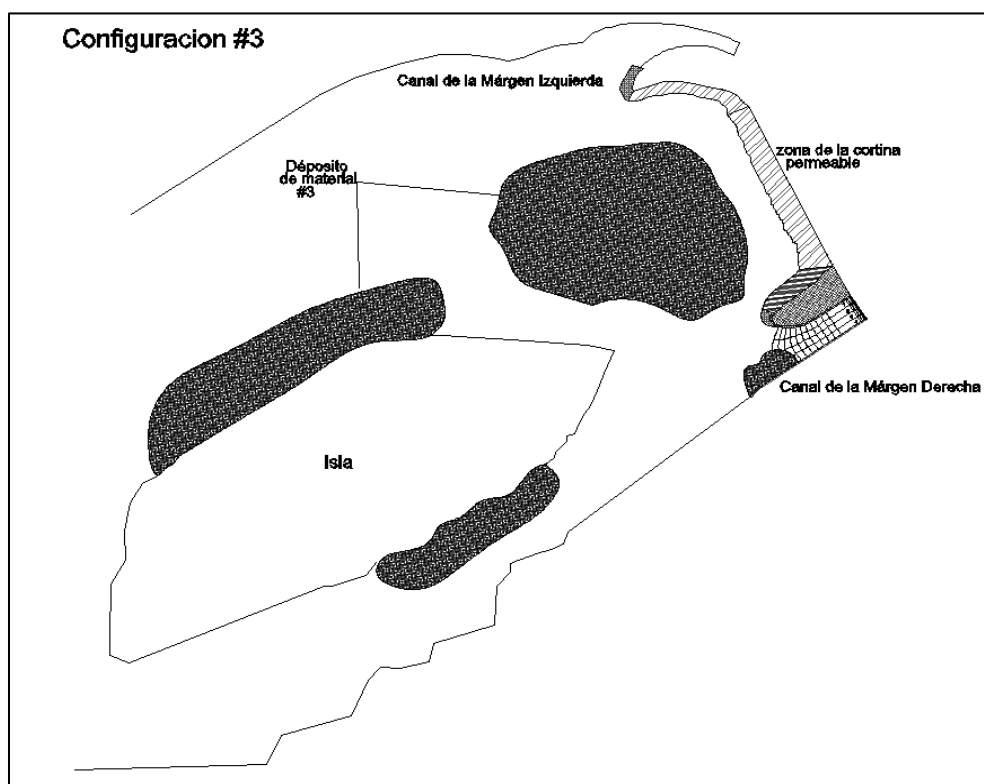 Configuracion #3
Canal de la Márgen Izquierda
zona de la cortina
permeable
Déposito
de material
#3
Canal de la Márgen Derecha
Isla